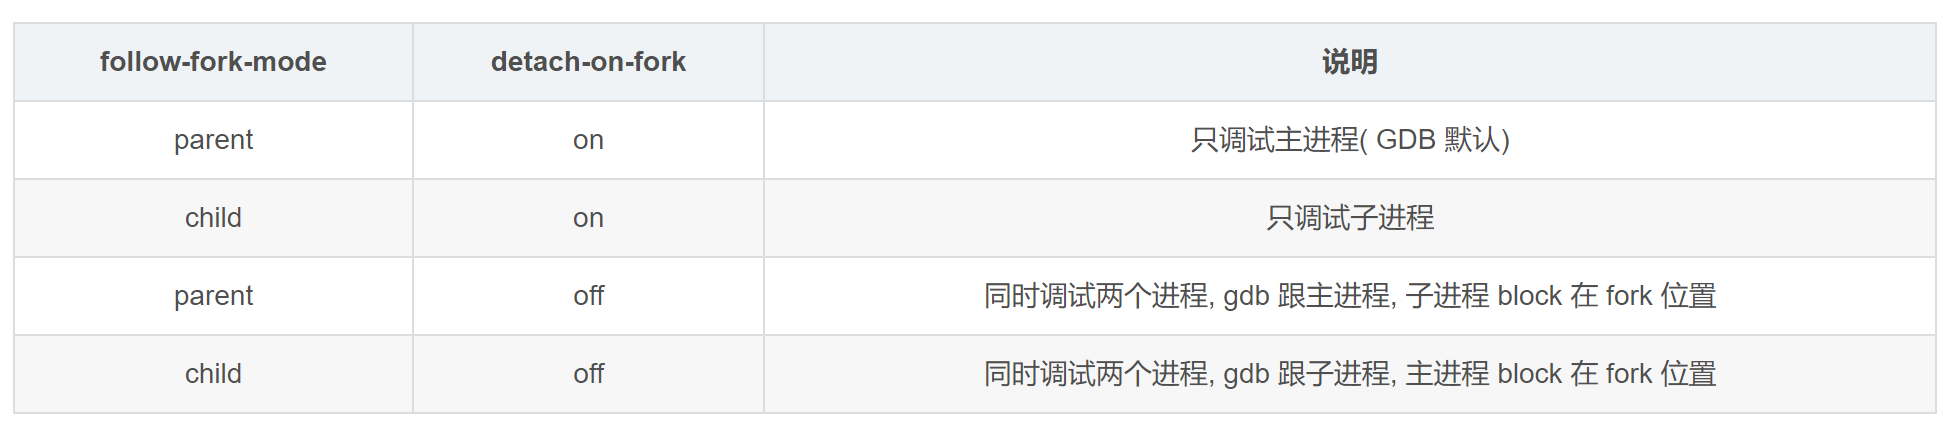 follow-fork-mode detach-on-fork 说明
parent on 只调试主进程( GDB 默认)
child on 只调试子进程
parent off 同时调试两个进程, gdb 跟主进程, 子进程 block 在 fork 位置
child off 同时调试两个进程, gdb 跟子进程, 主进程 block 在 fork 位置